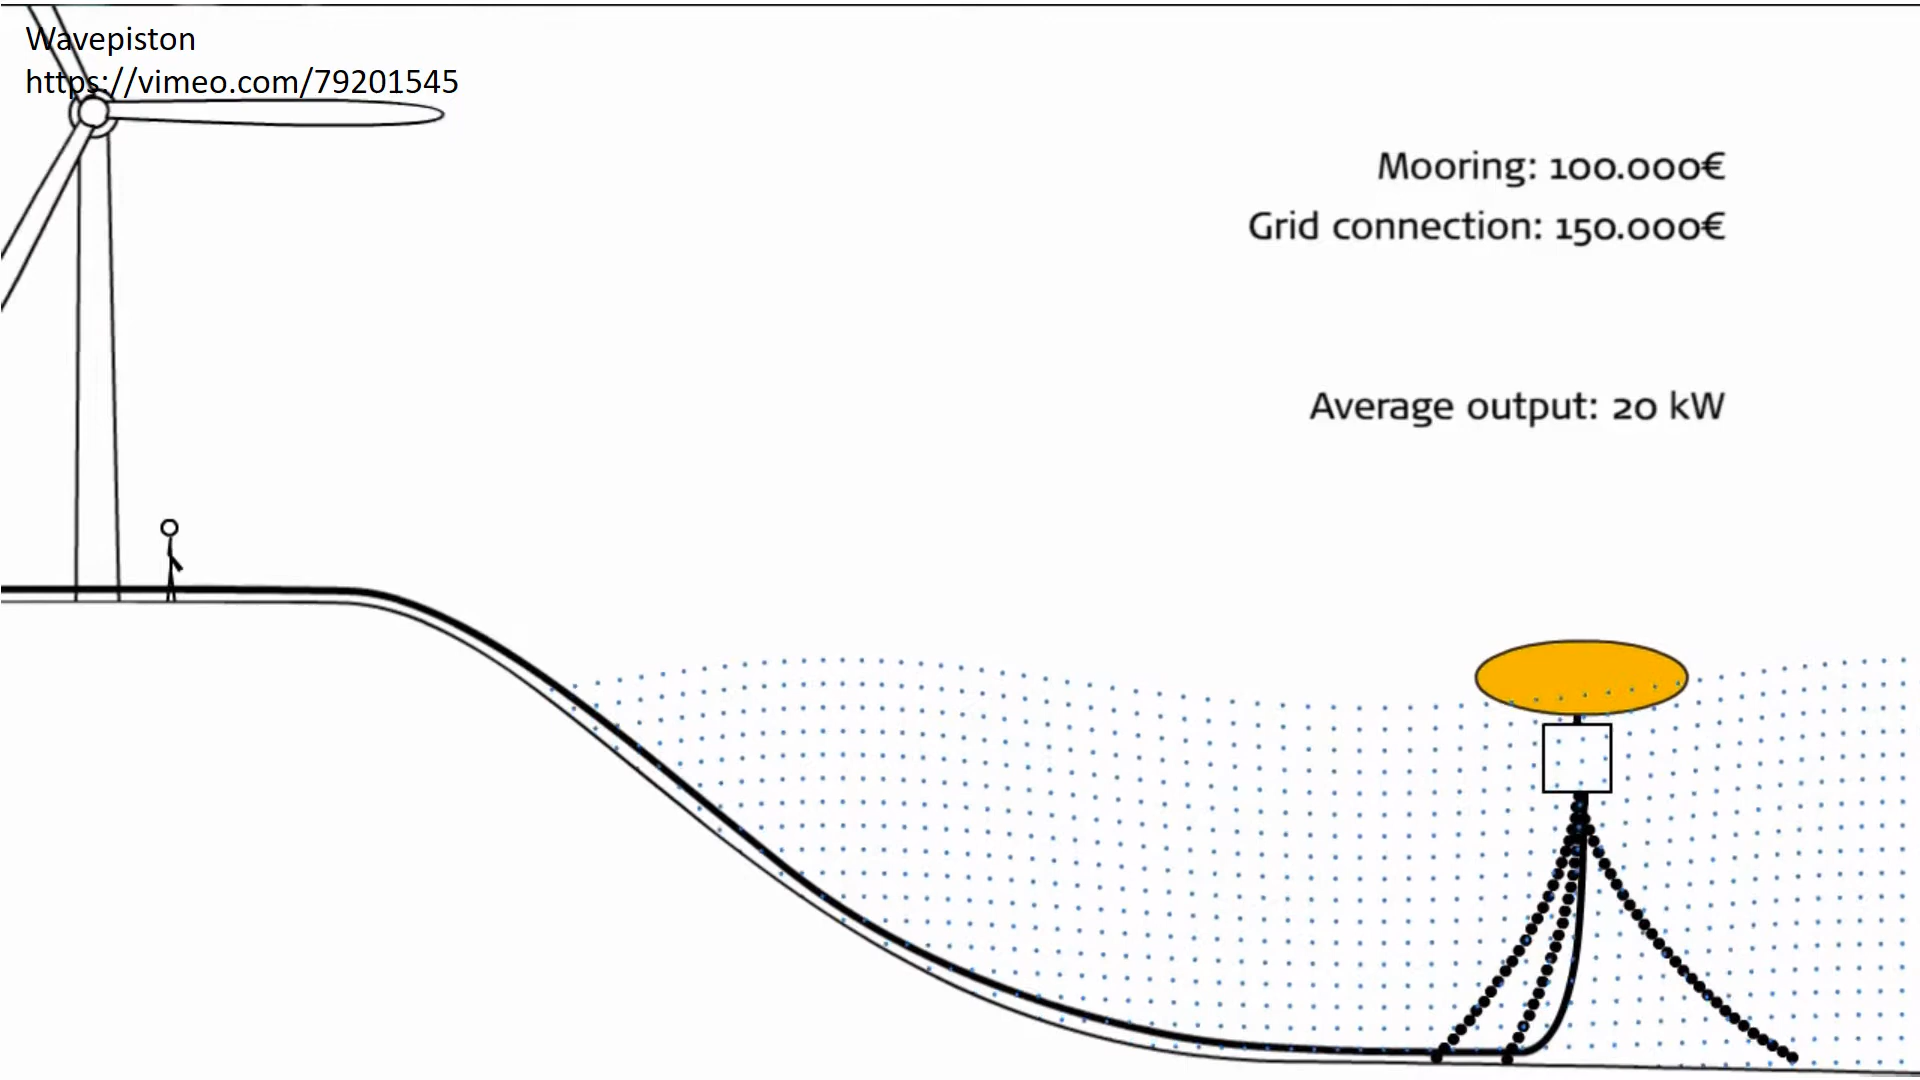 Wavepiston
https://vimeo.com/79201545
Mooring: 100.000€
Grid connection: 150.000€
Average output: 20 kW